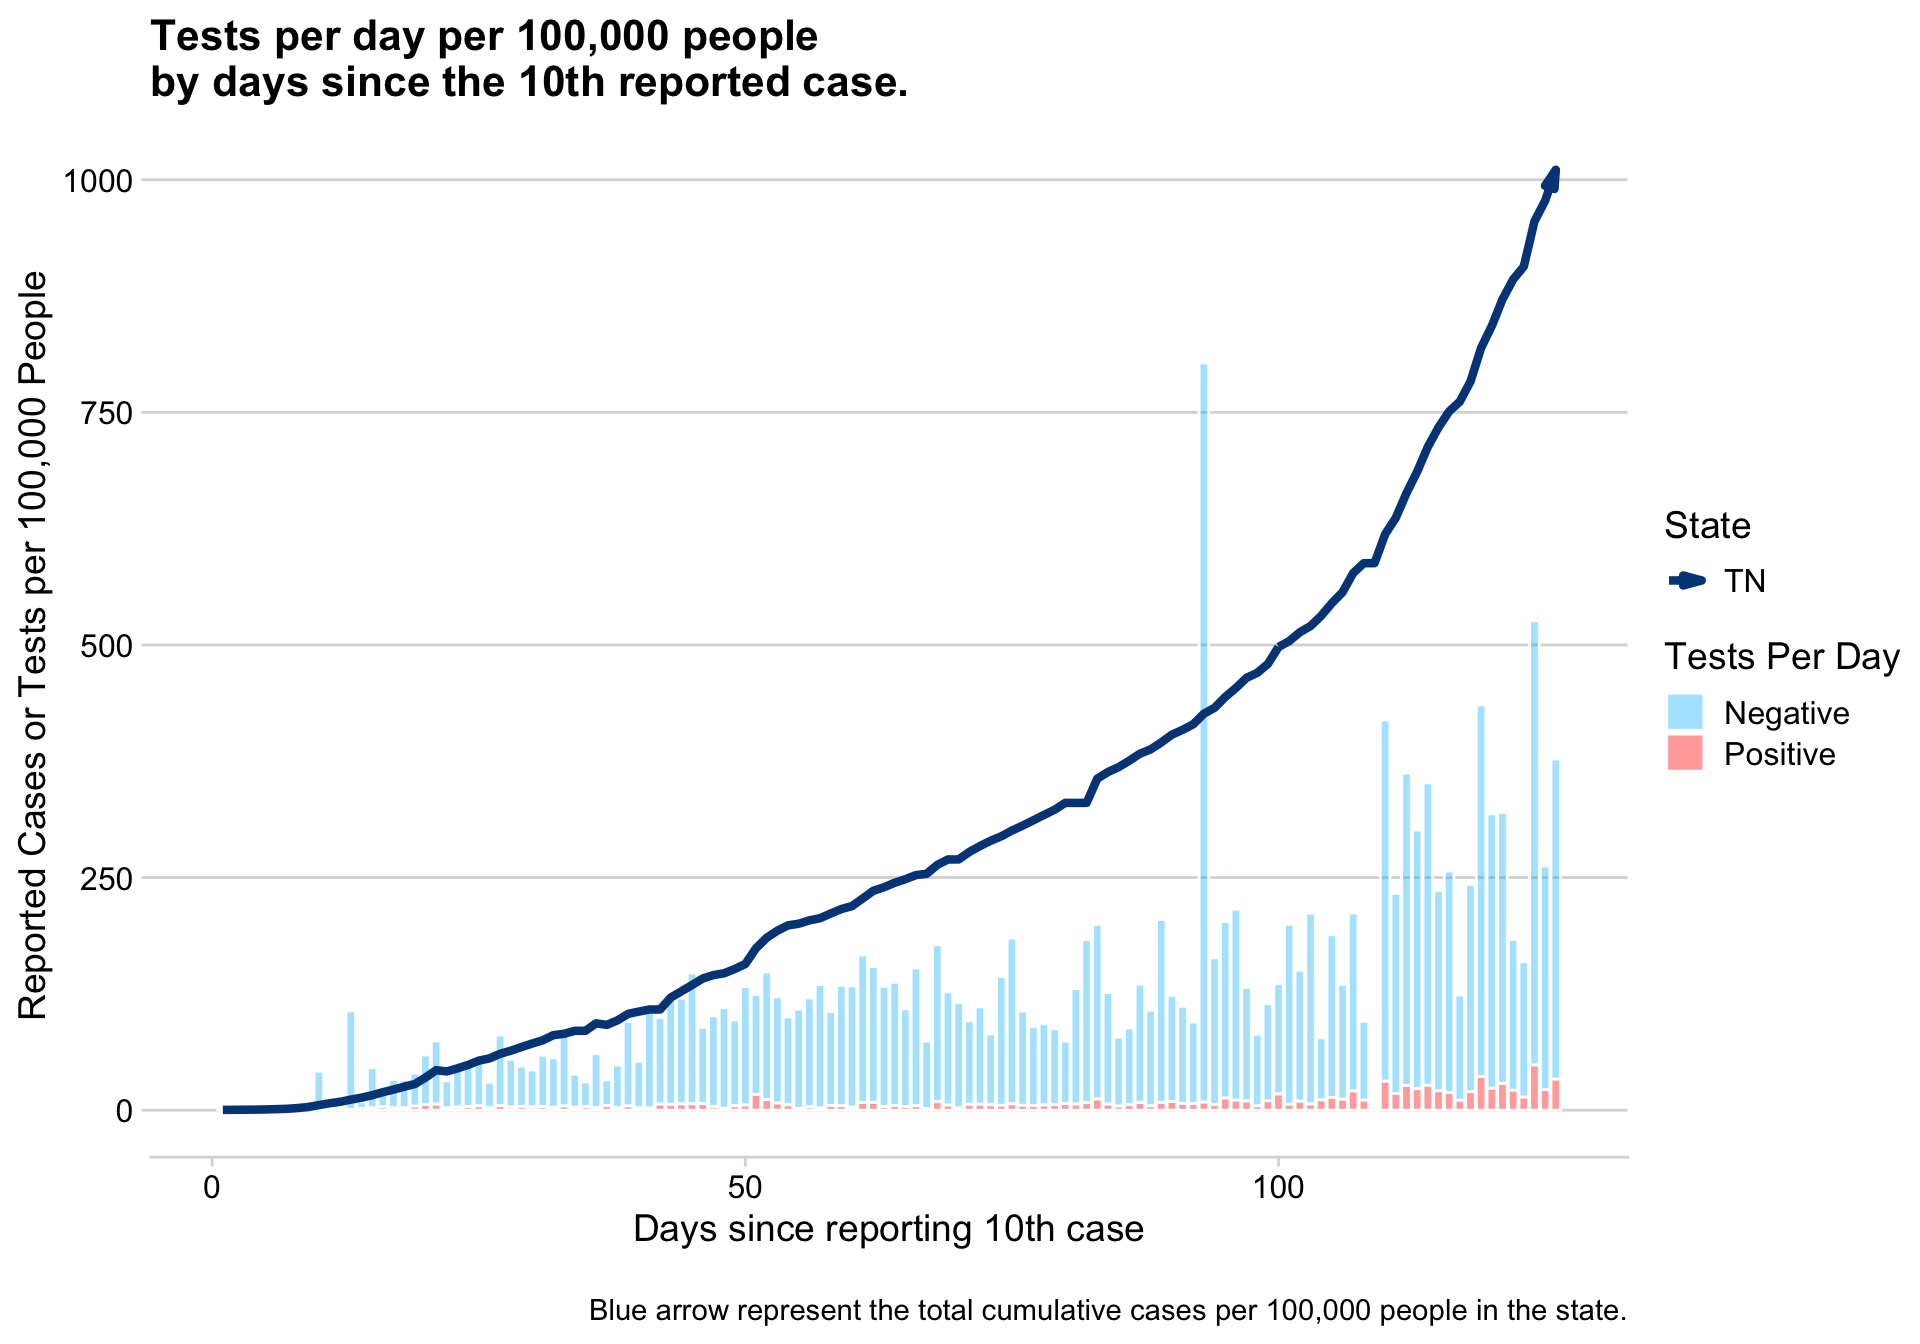 Tests per day per 100,000 people
by days since the 10th reported case.
Reported Cases or Tests per 100,000 People
1000
750
500
250
0
0
50
100
Days since reporting 10th case
State
TN
Tests Per Day
Negative
Positive
Blue arrow represent the total cumulative cases per 100,000 people in the state.